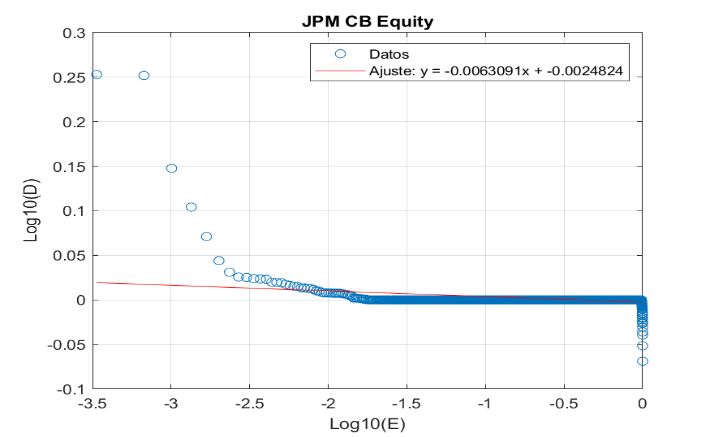 JPM CB Equity
0.3
0.25
0.2
0.15
0.1
0.05
0
-0.05
-0.1
Log10(D)
Datos
Ajuste: y = -0.0063091x + -0.0024824
-3.5 -3 -2.5 -2 -1.5 -1 -0.5 0
Log10(E)